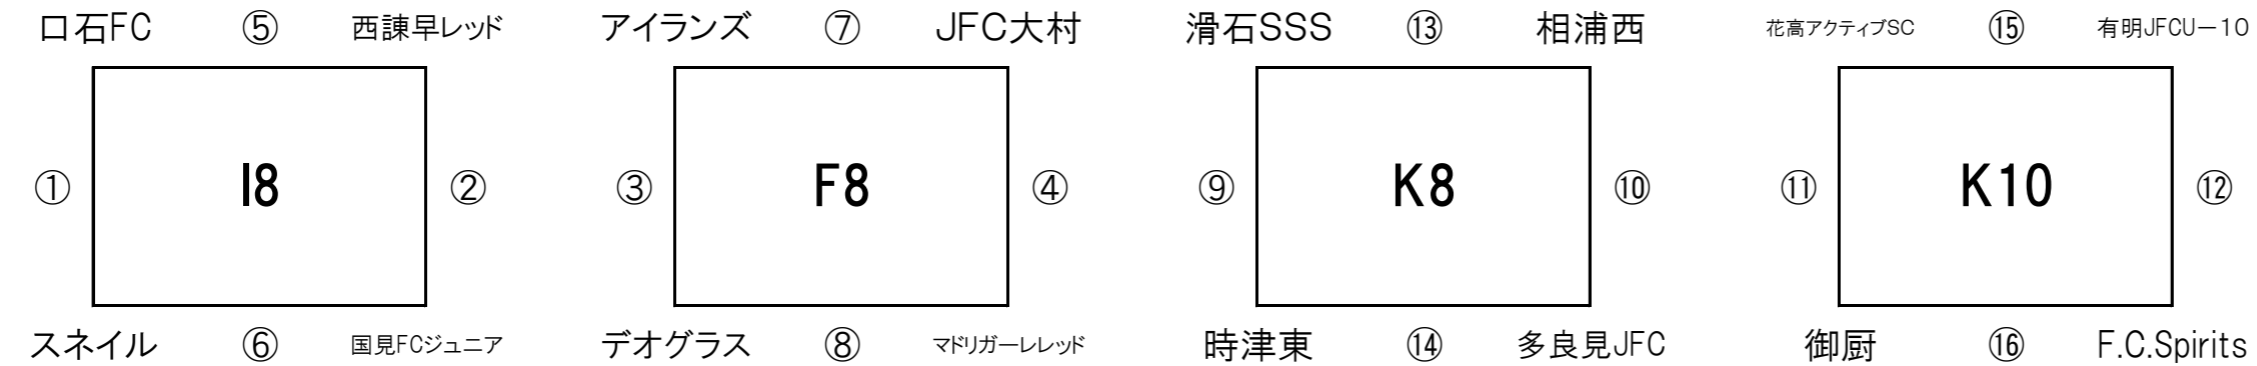 口石FC ⑤ 西諫早レッド アイランズ ⑦ JFC大村 滑石SSS ⑬ 相浦西 花高アクティブSC ⑮ 有明JFCU－10
① I8 ② ③ F8 ④ ⑨ K8 ⑩ ⑪ K10 ⑫
スネイル ⑥ 国見FCジュニア デオグラス ⑧ マドリガーレレッド 時津東 ⑭ 多良見JFC 御厨 ⑯ F.C.Spirits